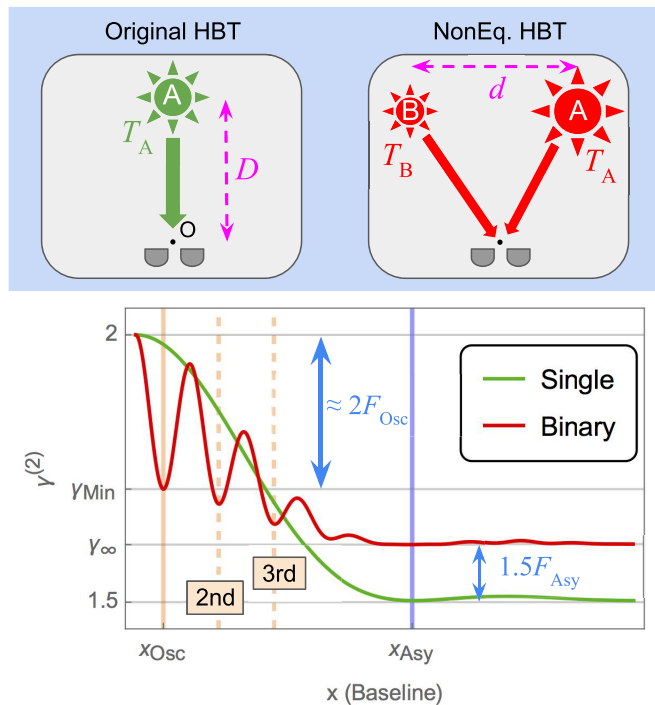 Original HBT
NonEq. HBT
A
T_A
D
O
d
B
A
T_B
T_A
2
γ_Min
γ_∞
1.5
γ^(2)
≈ 2F_Osc
Single
Binary
1.5F_Asy
3rd
2nd
x_Osc
x_Asy
x (Baseline)